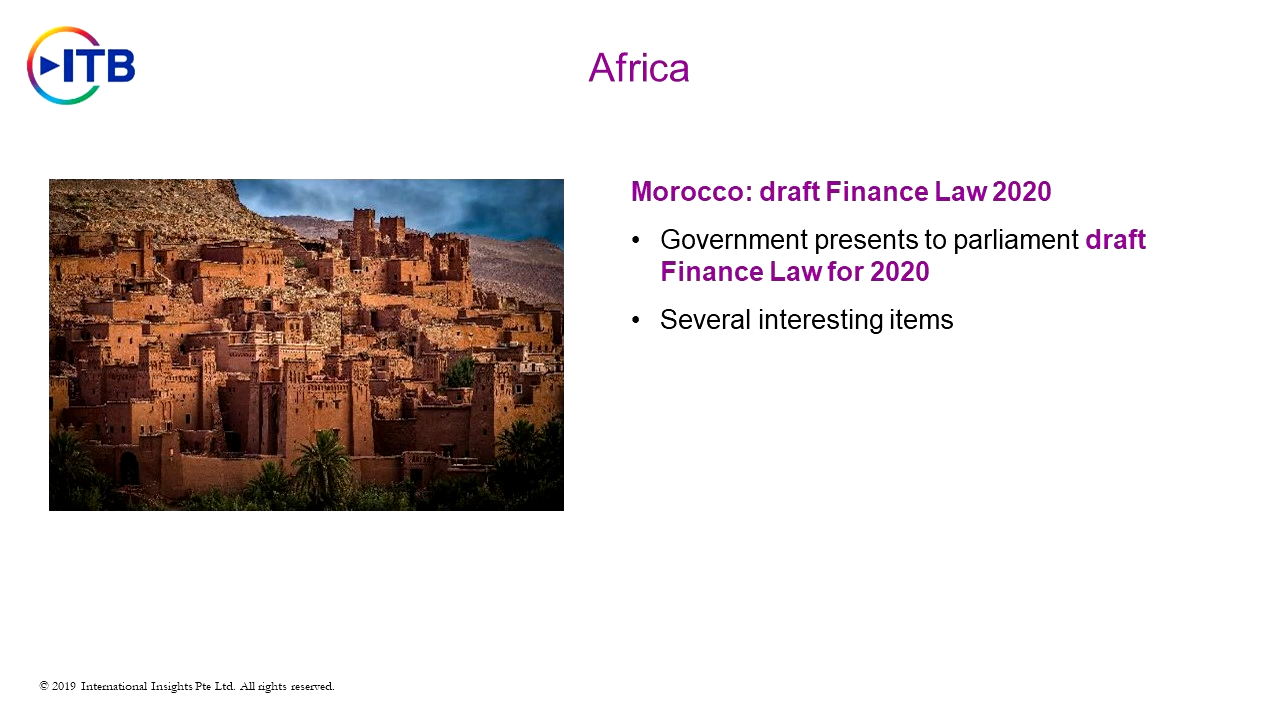 ITB
Africa
Morocco: draft Finance Law 2020
• Government presents to parliament draft
Finance Law for 2020
• Several interesting items
© 2019 International Insights Pte Ltd. All rights reserved.